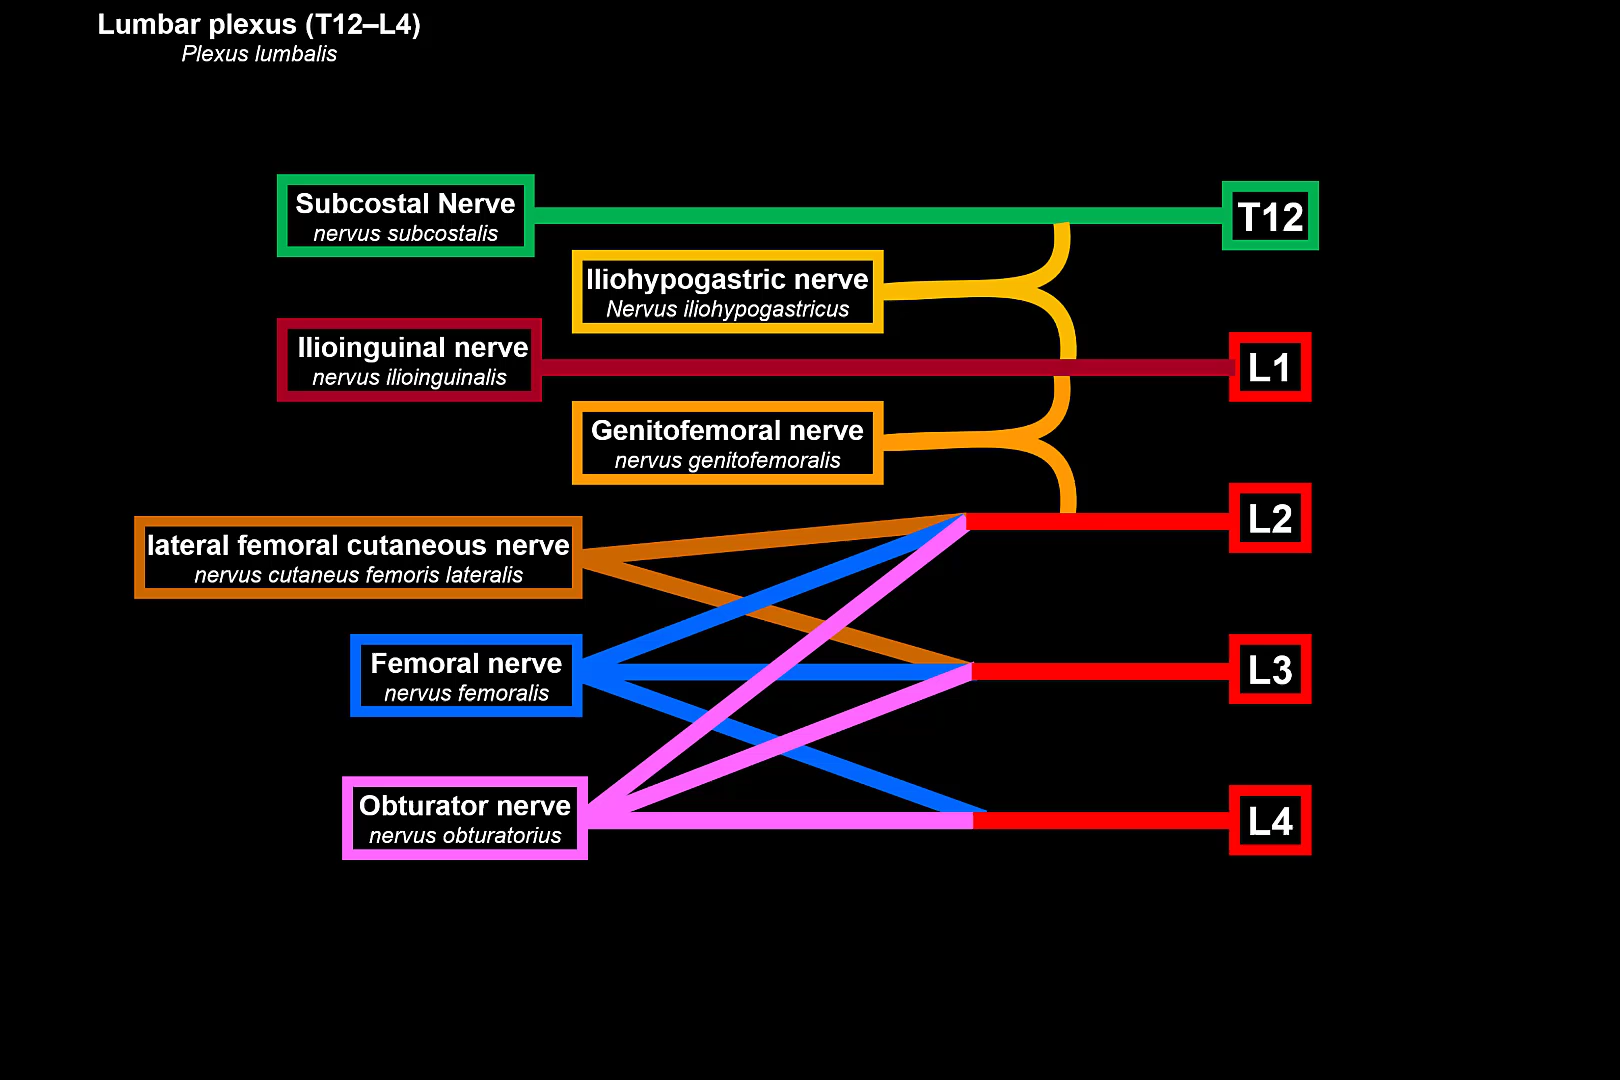 Lumbar plexus (T12–L4)
Plexus lumbalis
Subcostal Nerve
nervus subcostalis
T12
Iliohypogastric nerve
Nervus iliohypogastricus
Ilioinguinal nerve
nervus ilioinguinalis
L1
Genitofemoral nerve
nervus genitofemoralis
L2
lateral femoral cutaneous nerve
nervus cutaneus femoris lateralis
Femoral nerve
nervus femoralis
L3
Obturator nerve
nervus obturatorius
L4